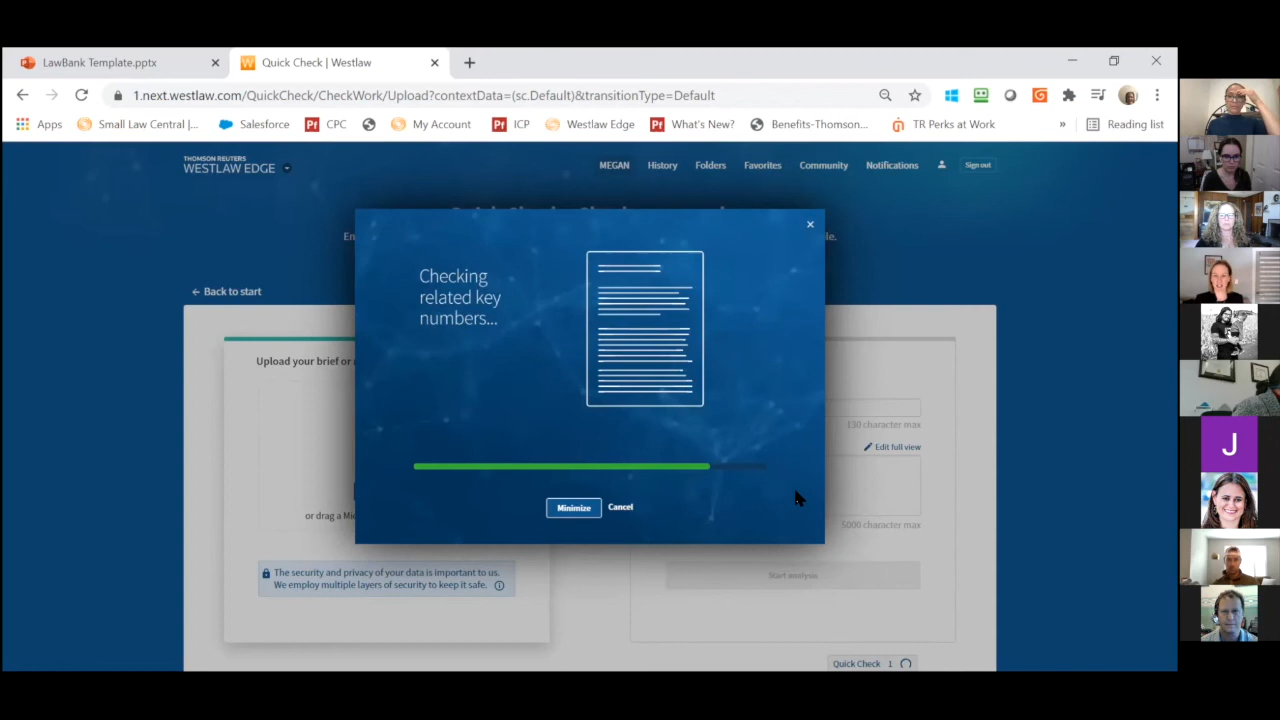 LawBank Template.pptx
Quick Check | Westlaw
1.next.westlaw.com/QuickCheck/CheckWork/Upload?contextData=(sc.Default)&transitionType=Default
Apps
Small Law Central |...
Salesforce
CPC
My Account
ICP
Westlaw Edge
What's New?
Benefits-Thomson...
TR Perks at Work
»
Reading list
THOMSON REUTERS
WESTLAW EDGE
MEGAN
History
Folders
Favorites
Community
Notifications
Sign out
le.
← Back to start
Checking
related key
numbers...
Upload your brief or
130 character max
Edit full view
or drag a Mi
5000 character max
Minimize
Cancel
The security and privacy of your data is important to us.
We employ multiple layers of security to keep it safe.
Start analysis
Quick Check 1
J